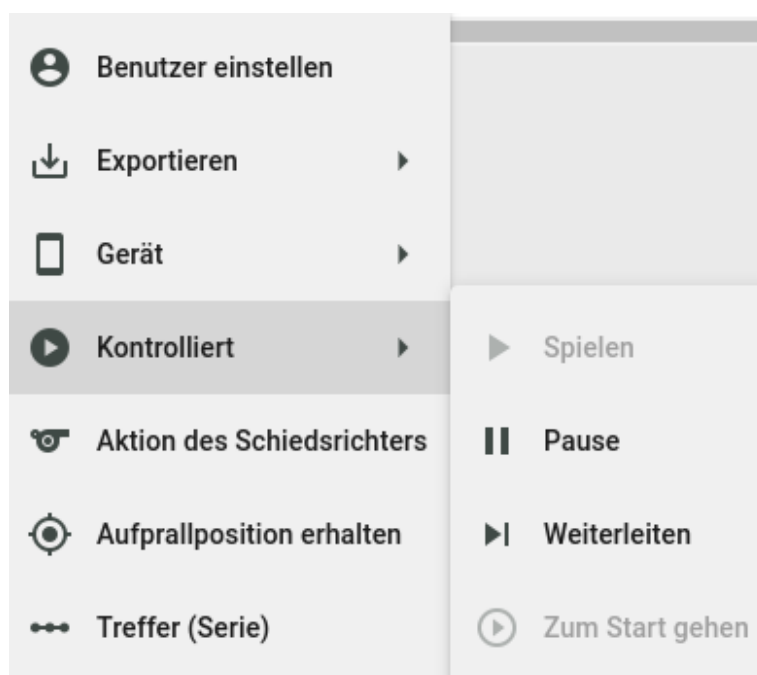 Benutzer einstellen
Exportieren
Gerät
Kontrolliert
Aktion des Schiedsrichters
Aufprallposition erhalten
Treffer (Serie)
Spielen
Pause
Weiterleiten
Zum Start gehen